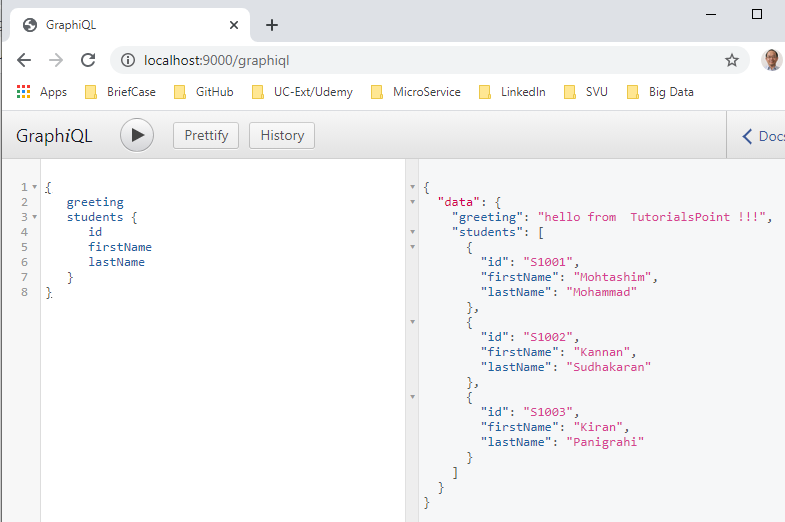 GraphiQL
localhost:9000/graphiql
Apps BriefCase GitHub UC-Ext/Udemy MicroService LinkedIn SVU Big Data
GraphiQL Prettify History Docs
1 {
2 greeting
3 students {
4 id
5 firstName
6 lastName
7 }
8 }
{
"data": {
"greeting": "hello from  TutorialsPoint !!!",
"students": [
{
"id": "S1001",
"firstName": "Mohtashim",
"lastName": "Mohammad"
},
{
"id": "S1002",
"firstName": "Kannan",
"lastName": "Sudhakaran"
},
{
"id": "S1003",
"firstName": "Kiran",
"lastName": "Panigrahi"
}
]
}
}